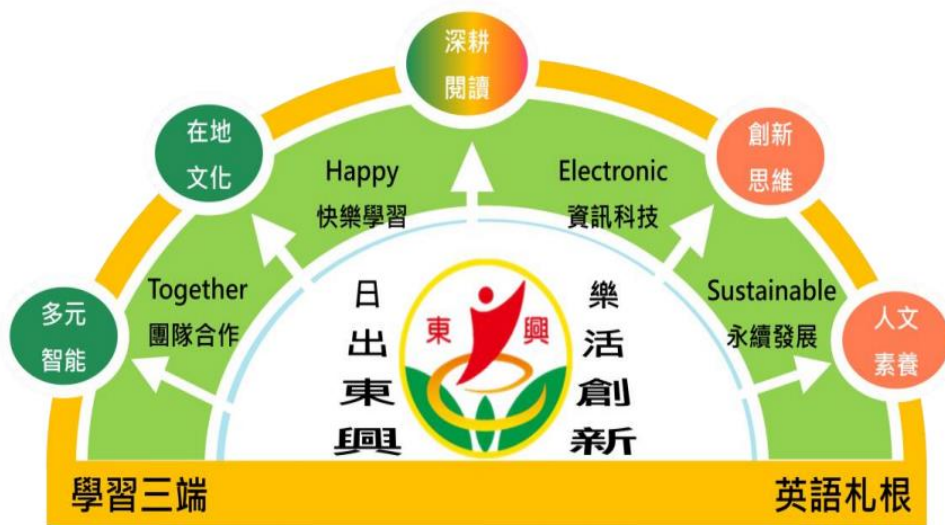 深耕
閱讀
在地
文化
創新
思維
Happy
快樂學習
Electronic
資訊科技
Together
團隊合作
Sustainable
永續發展
多元
智能
人文
素養
日出東興
東興
樂活創新
學習三端
英語札根